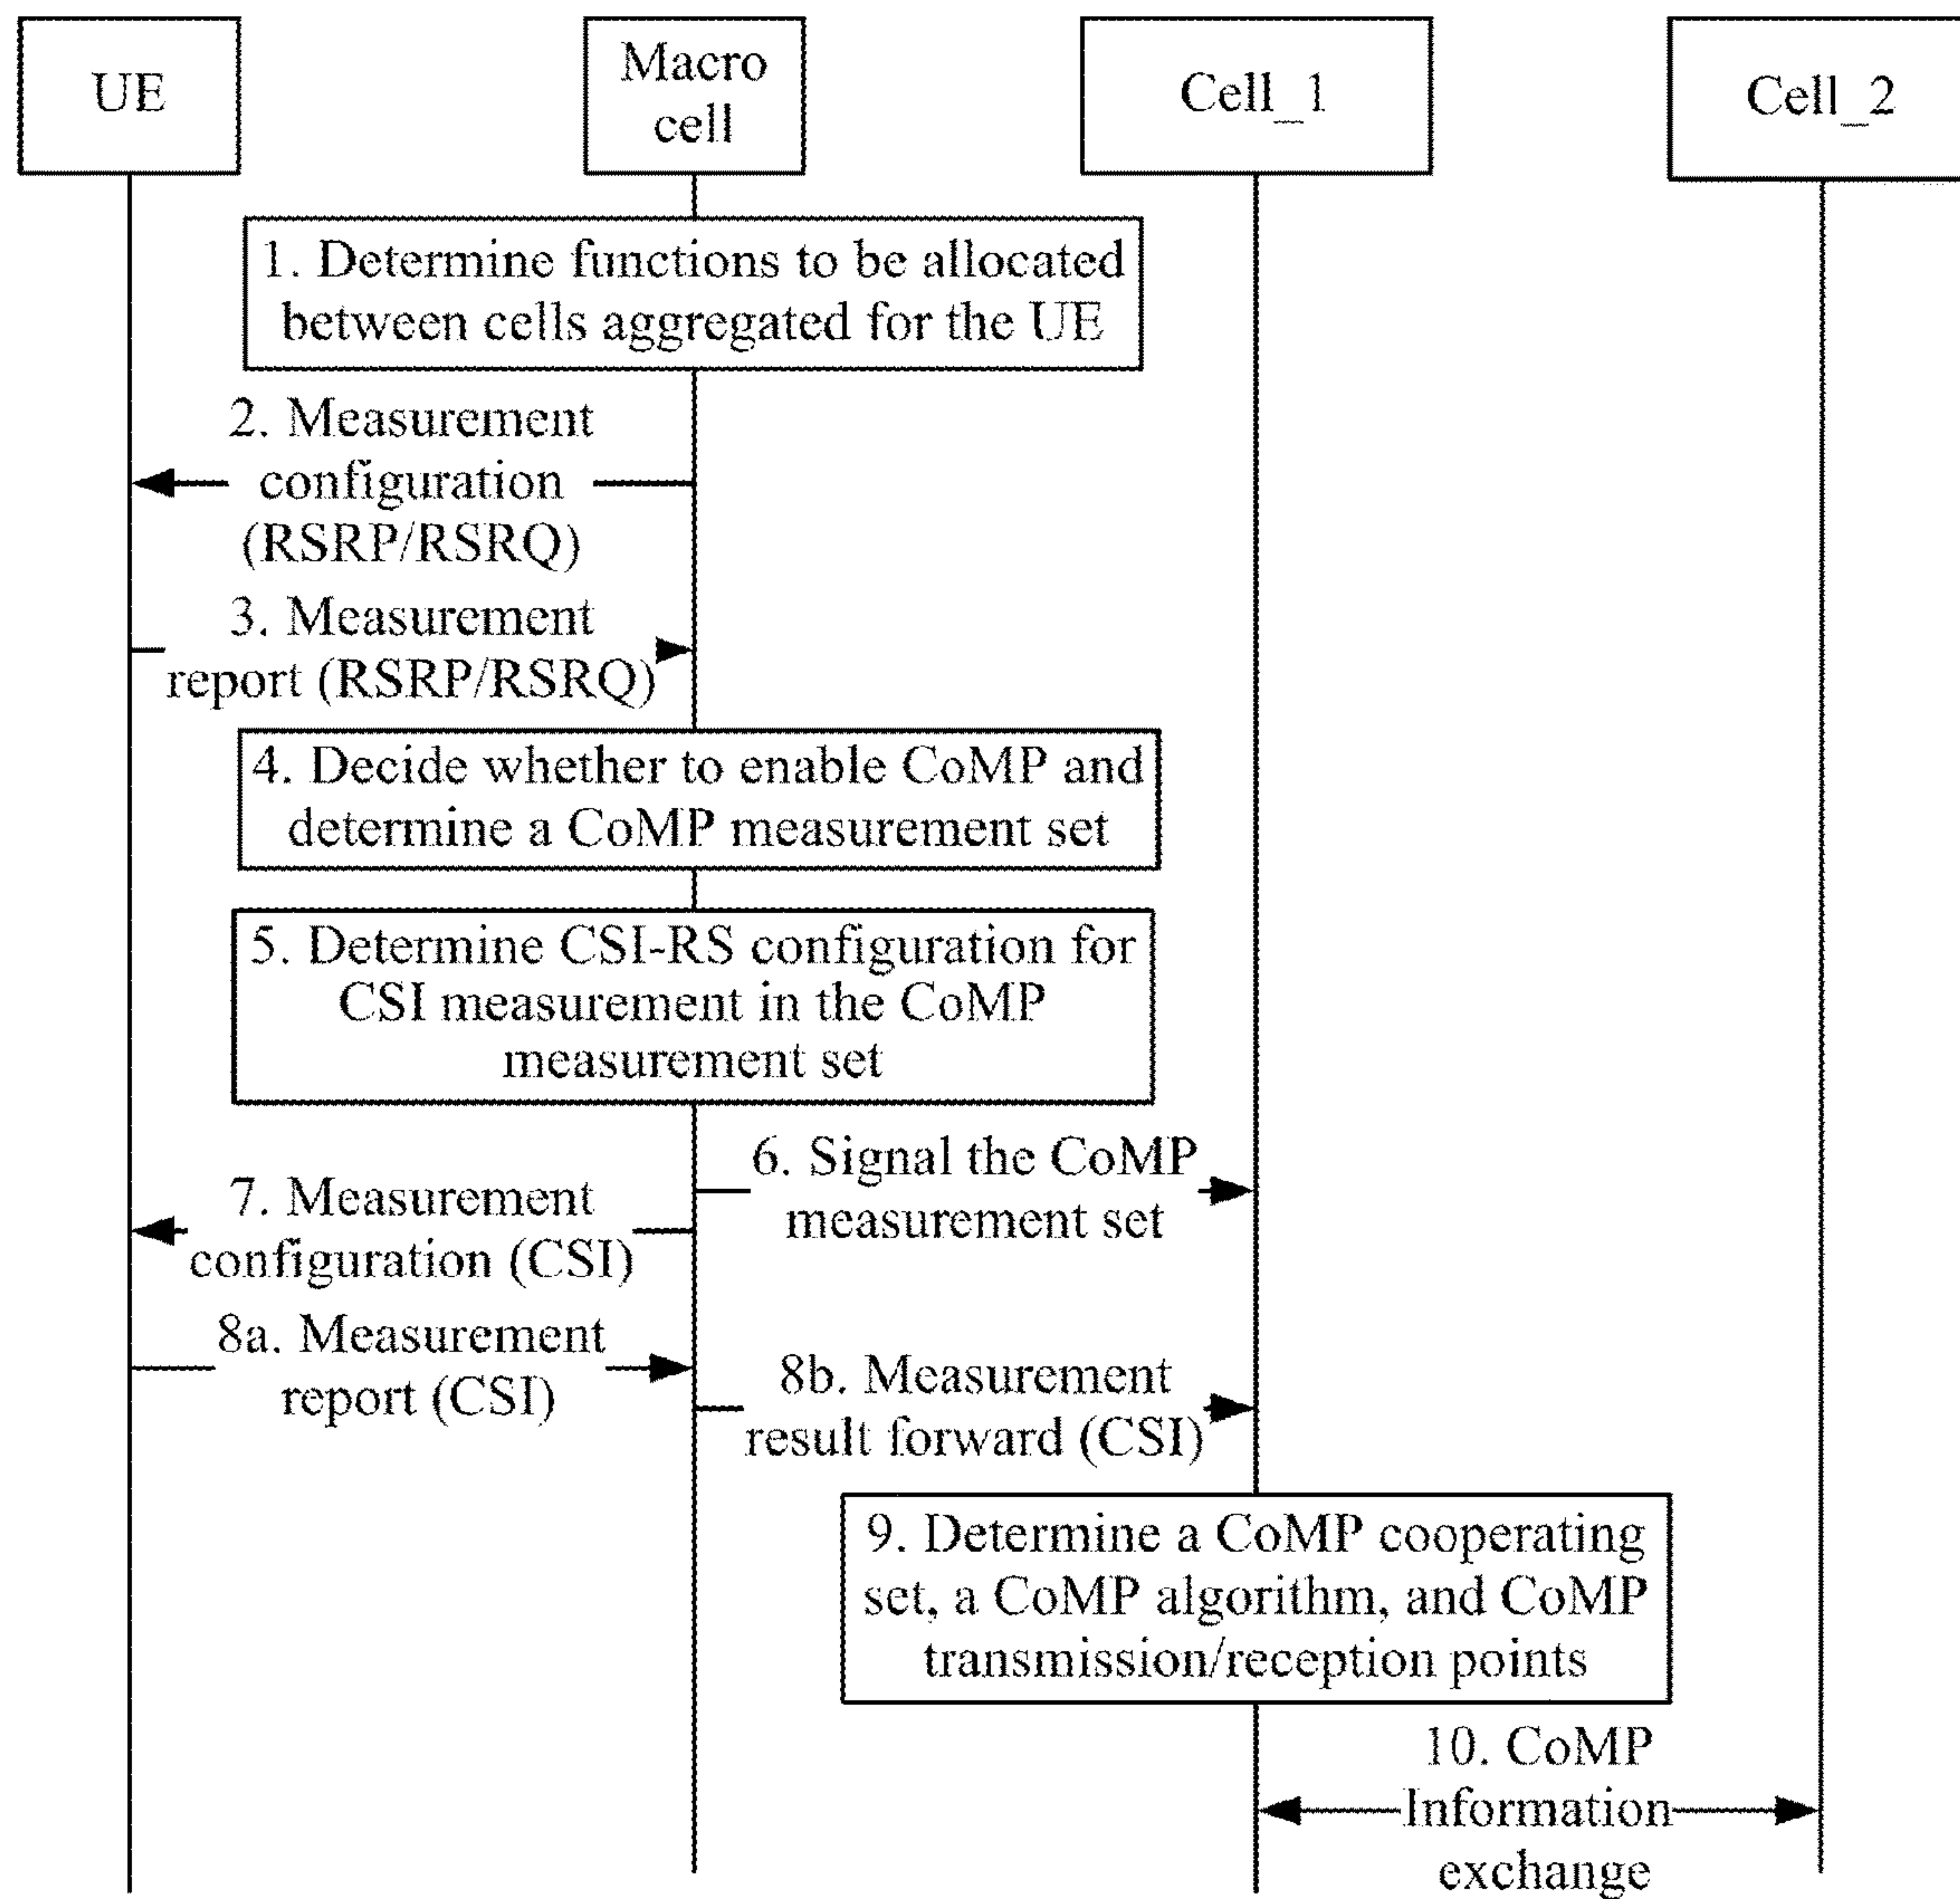 UE
Macro
cell
Cell_1
Cell_2
1. Determine functions to be allocated
between cells aggregated for the UE
2. Measurement
configuration
(RSRP/RSRQ)
3. Measurement
report (RSRP/RSRQ)
4. Decide whether to enable CoMP and
determine a CoMP measurement set
5. Determine CSI-RS configuration for
CSI measurement in the CoMP
measurement set
6. Signal the CoMP
measurement set
7. Measurement
configuration (CSI)
8a. Measurement
report (CSI)
8b. Measurement
result forward (CSI)
9. Determine a CoMP cooperating
set, a CoMP algorithm, and CoMP
transmission/reception points
10. CoMP
Information
exchange